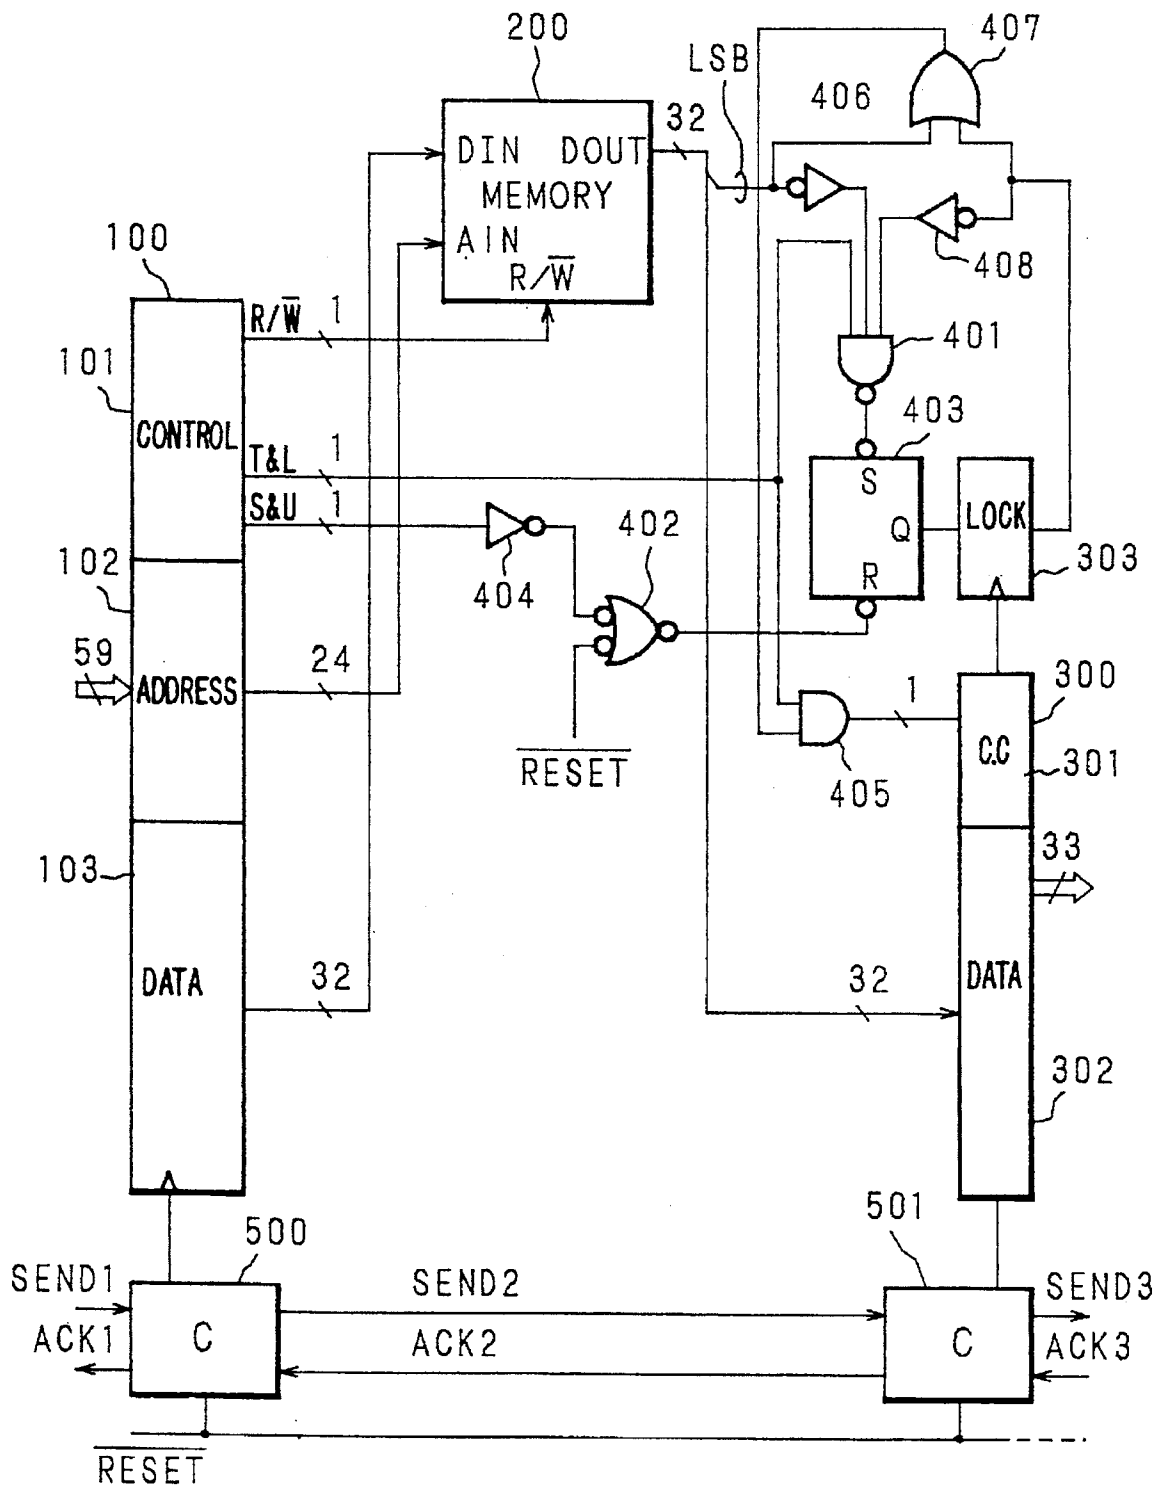 200
407
LSB
406
32
DIN DOUT
MEMORY
AIN
R/W̅
408
100
R/W̅
1
101
401
403
CONTROL
T&L
1
S
S&U
1
402
Q
LOCK
102
404
R
303
59
ADDRESS
24
1
300
C.C
301
R̅E̅S̅E̅T̅
405
103
33
DATA
32
32
DATA
302
500
501
SEND1
SEND2
SEND3
C
C
ACK1
ACK2
ACK3
R̅E̅S̅E̅T̅